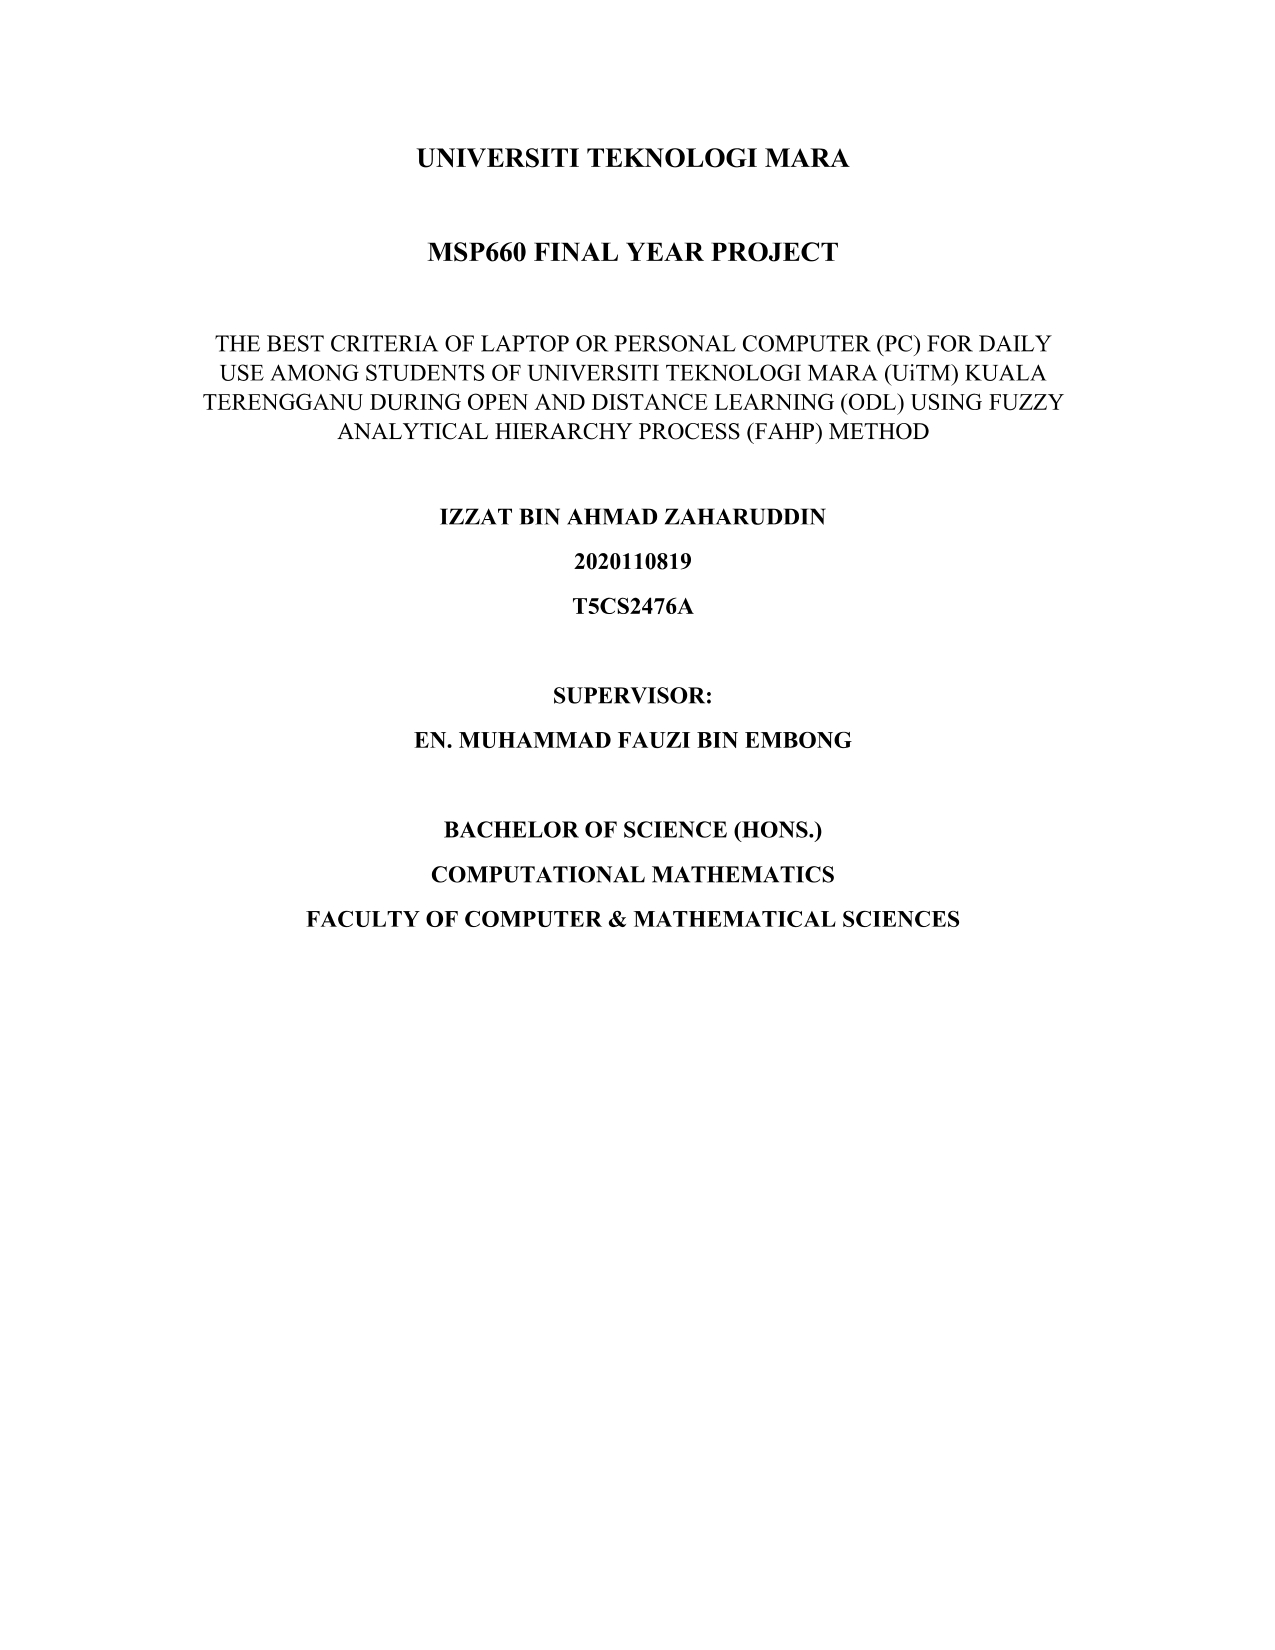 UNIVERSITI TEKNOLOGI MARA
MSP660 FINAL YEAR PROJECT
THE BEST CRITERIA OF LAPTOP OR PERSONAL COMPUTER (PC) FOR DAILY
USE AMONG STUDENTS OF UNIVERSITI TEKNOLOGI MARA (UiTM) KUALA
TERENGGANU DURING OPEN AND DISTANCE LEARNING (ODL) USING FUZZY
ANALYTICAL HIERARCHY PROCESS (FAHP) METHOD
IZZAT BIN AHMAD ZAHARUDDIN
2020110819
T5CS2476A
SUPERVISOR:
EN. MUHAMMAD FAUZI BIN EMBONG
BACHELOR OF SCIENCE (HONS.)
COMPUTATIONAL MATHEMATICS
FACULTY OF COMPUTER & MATHEMATICAL SCIENCES